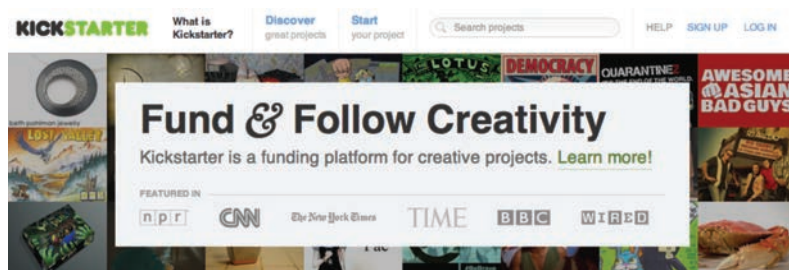 KICKSTARTER
What is
Kickstarter?
Discover
great projects
Start
your project
Search projects
HELP SIGN UP LOG IN
LOTUS
DEMOCRACY
QUARANTINEZ
AWESOME
ASIAN
BAD GUYS
LOST VALLEY
Fund & Follow Creativity
Kickstarter is a funding platform for creative projects. Learn more!
FEATURED IN
npr CNN The New York Times TIME BBC WIRED